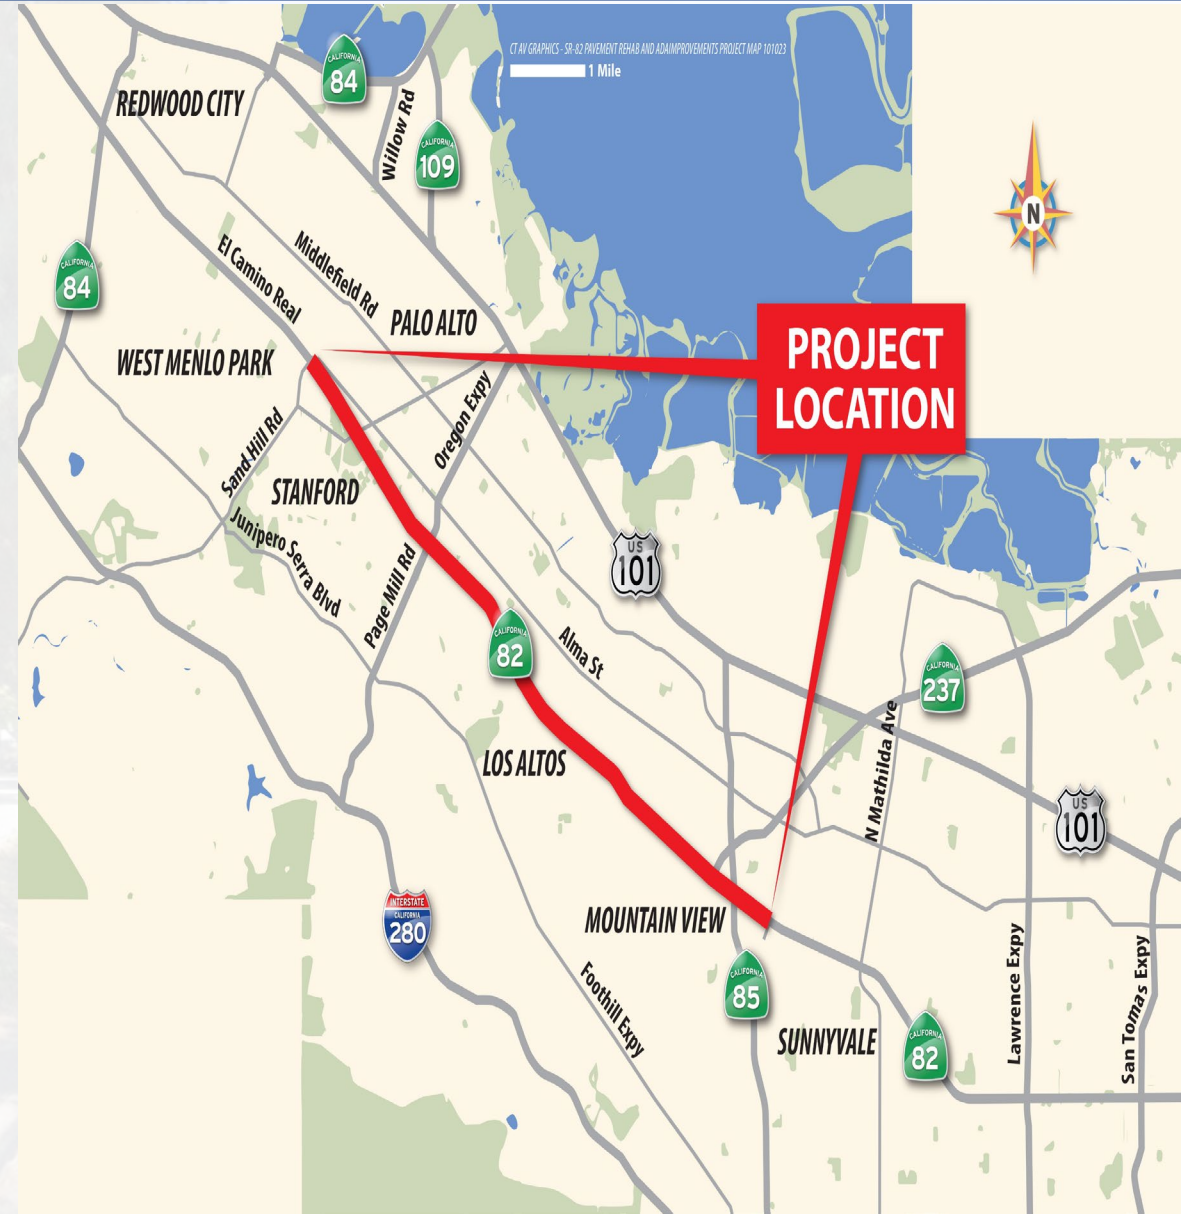 CT AV GRAPHICS - SR-82 PAVEMENT REHAB AND ADAIMPROVEMENTS PROJECT MAP 101023
1 Mile
CALIFORNIA
84
REDWOOD CITY
Willow Rd
CALIFORNIA
109
N
CALIFORNIA
84
El Camino Real
Middlefield Rd
PALO ALTO
WEST MENLO PARK
PROJECT
LOCATION
Oregon Expy
Sand Hill Rd
STANFORD
Junipero Serra Blvd
Page Mill Rd
US
101
CALIFORNIA
82
Alma St
CALIFORNIA
237
N Mathilda Ave
LOS ALTOS
US
101
INTERSTATE
CALIFORNIA
280
MOUNTAIN VIEW
CALIFORNIA
85
Foothill Expy
SUNNYVALE
CALIFORNIA
82
Lawrence Expy
San Tomas Expy